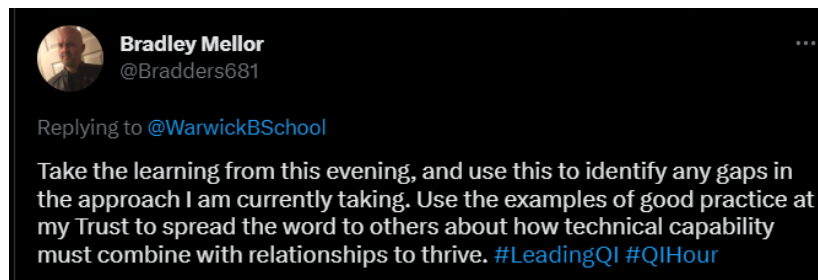 Bradley Mellor
@Bradders681
Replying to @WarwickBSchool
Take the learning from this evening, and use this to identify any gaps in
the approach I am currently taking. Use the examples of good practice at
my Trust to spread the word to others about how technical capability
must combine with relationships to thrive. #LeadingQI #QIHour